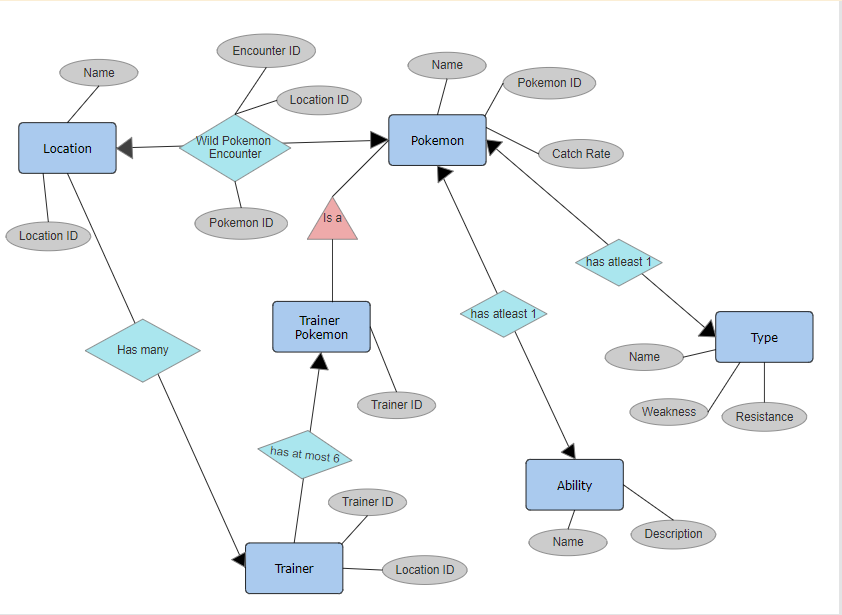 Encounter ID
Name
Name
Pokemon ID
Location ID
Location
Wild Pokemon
Encounter
Pokemon
Catch Rate
Location ID
Pokemon ID
Is a
has atleast 1
has atleast 1
Trainer
Pokemon
Has many
Type
Name
Trainer ID
Weakness
Resistance
has at most 6
Ability
Trainer ID
Name
Description
Trainer
Location ID